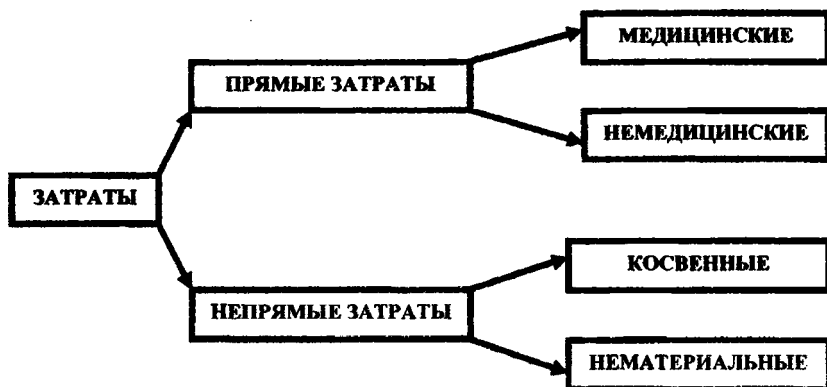 МЕДИЦИНСКИЕ
ПРЯМЫЕ ЗАТРАТЫ
НЕМЕДИЦИНСКИЕ
ЗАТРАТЫ
КОСВЕННЫЕ
НЕПРЯМЫЕ ЗАТРАТЫ
НЕМАТЕРИАЛЬНЫЕ